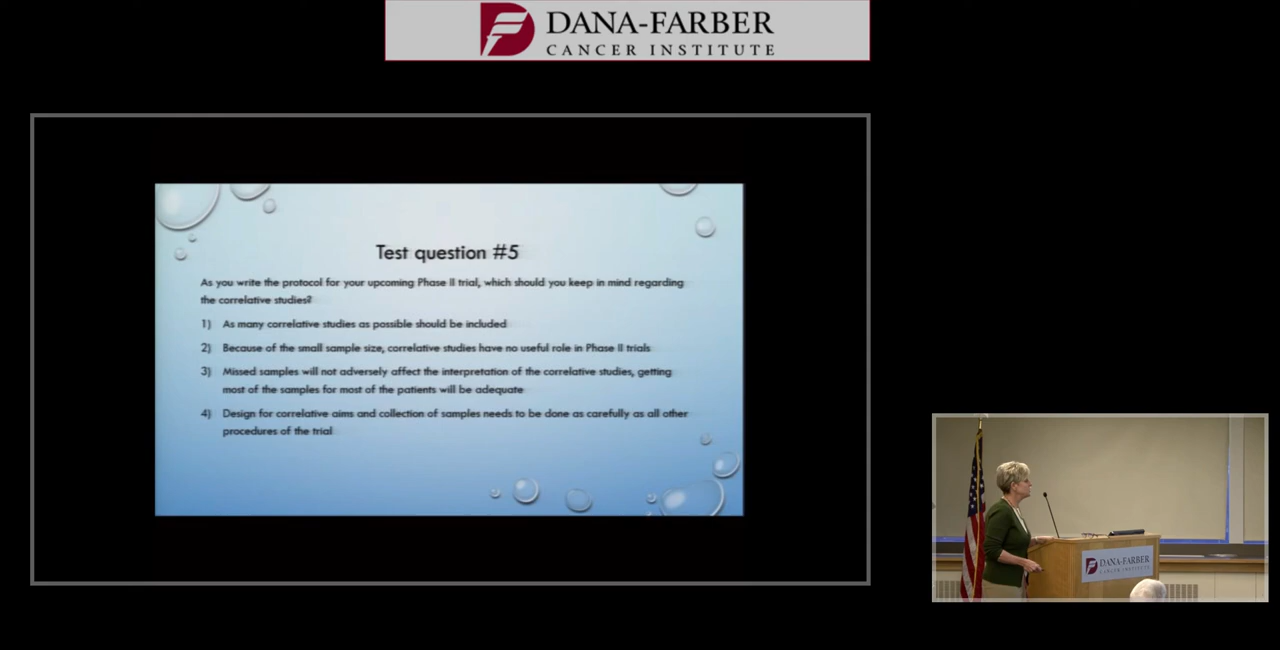 DANA-FARBER
CANCER INSTITUTE
Test question #5
As you write the protocol for your upcoming Phase II trial, which should you keep in mind regarding
the correlative studies?
1) As many correlative studies as possible should be included
2) Because of the small sample size, correlative studies have no useful role in Phase II trials
3) Missed samples will not adversely affect the interpretation of the correlative studies, getting
most of the samples for most of the patients will be adequate
4) Design for correlative aims and collection of samples needs to be done as carefully as all other
procedures of the trial
DANA-FARBER
CANCER INSTITUTE